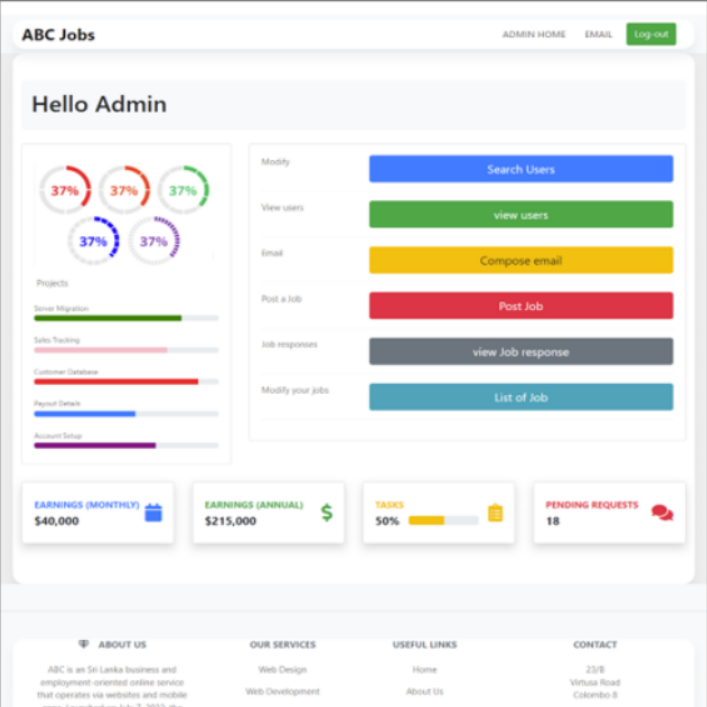 ABC Jobs
ADMIN HOME EMAIL Log-out
Hello Admin
37% 37% 37%
37% 37%
Projects
Server Migration
Sales Tracking
Customer Database
Payout Details
Account Setup
Modify Search Users
View users view users
Email Compose email
Post a Job Post Job
Job responses view Job response
Modify your jobs List of Job
EARNINGS (MONTHLY)
$40,000
EARNINGS (ANNUAL)
$215,000
TASKS
50%
PENDING REQUESTS
18
ABOUT US
ABC is an Sri Lanka business and
employment-oriented online service
that operates via websites and mobile
OUR SERVICES
Web Design
Web Development
USEFUL LINKS
Home
About Us
CONTACT
23/B
Virtusa Road
Colombo 8